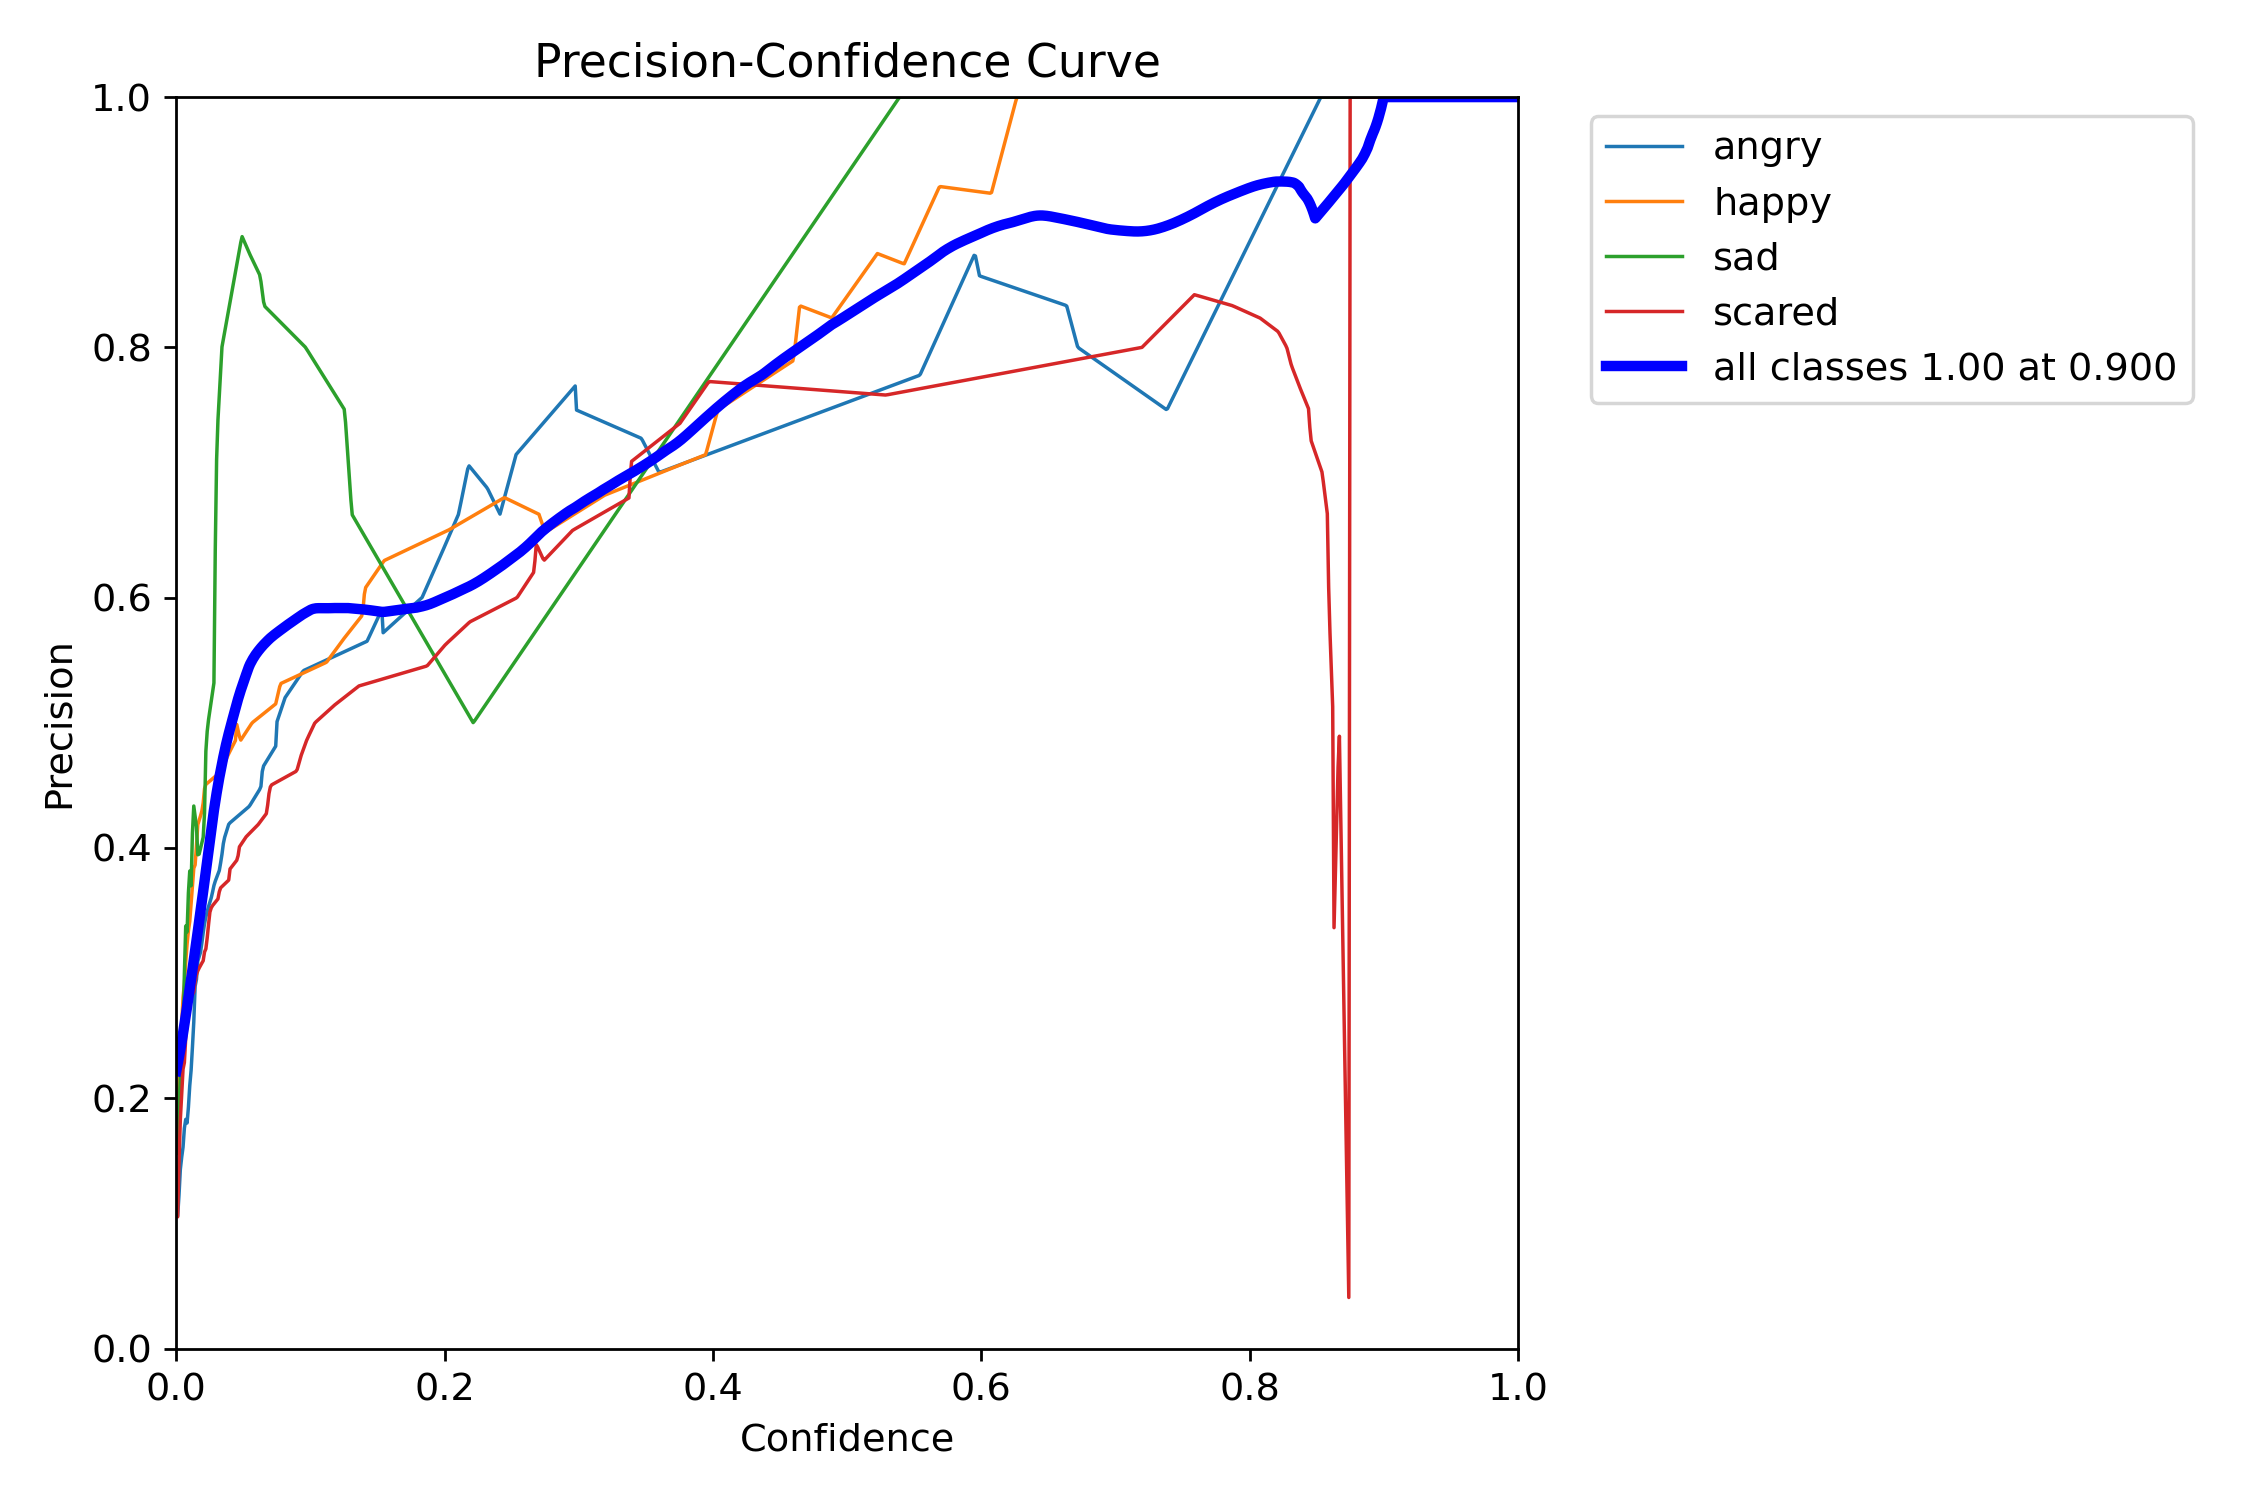 Precision-Confidence Curve
1.0
0.8
0.6
0.4
0.2
0.0
Precision
0.0 0.2 0.4 0.6 0.8 1.0
Confidence
angry
happy
sad
scared
all classes 1.00 at 0.900